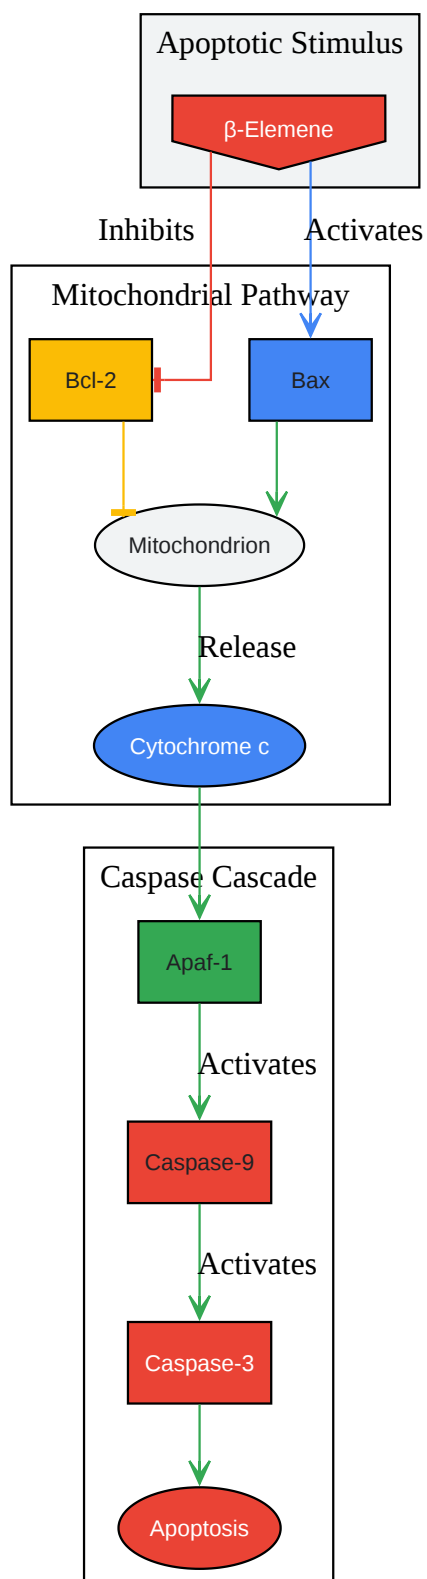 Apoptotic Stimulus
β-Elemene
Inhibits
Activates
Mitochondrial Pathway
Bcl-2
Bax
Mitochondrion
Release
Cytochrome c
Caspase Cascade
Apaf-1
Activates
Caspase-9
Activates
Caspase-3
Apoptosis